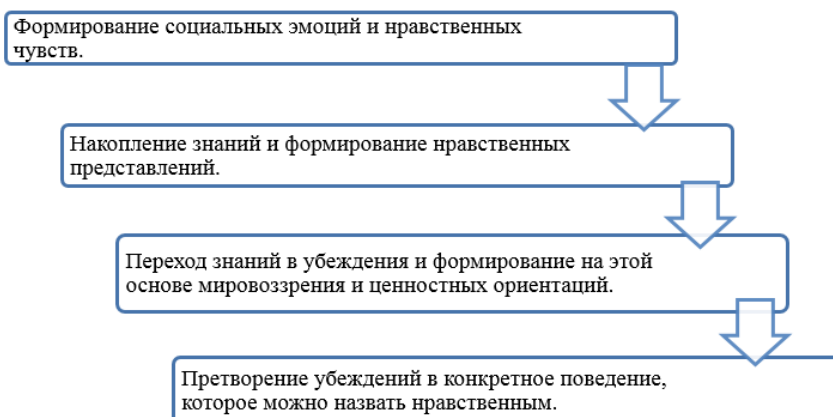 Формирование социальных эмоций и нравственных
чувств.
Накопление знаний и формирование нравственных
представлений.
Переход знаний в убеждения и формирование на этой
основе мировоззрения и ценностных ориентаций.
Претворение убеждений в конкретное поведение,
которое можно назвать нравственным.